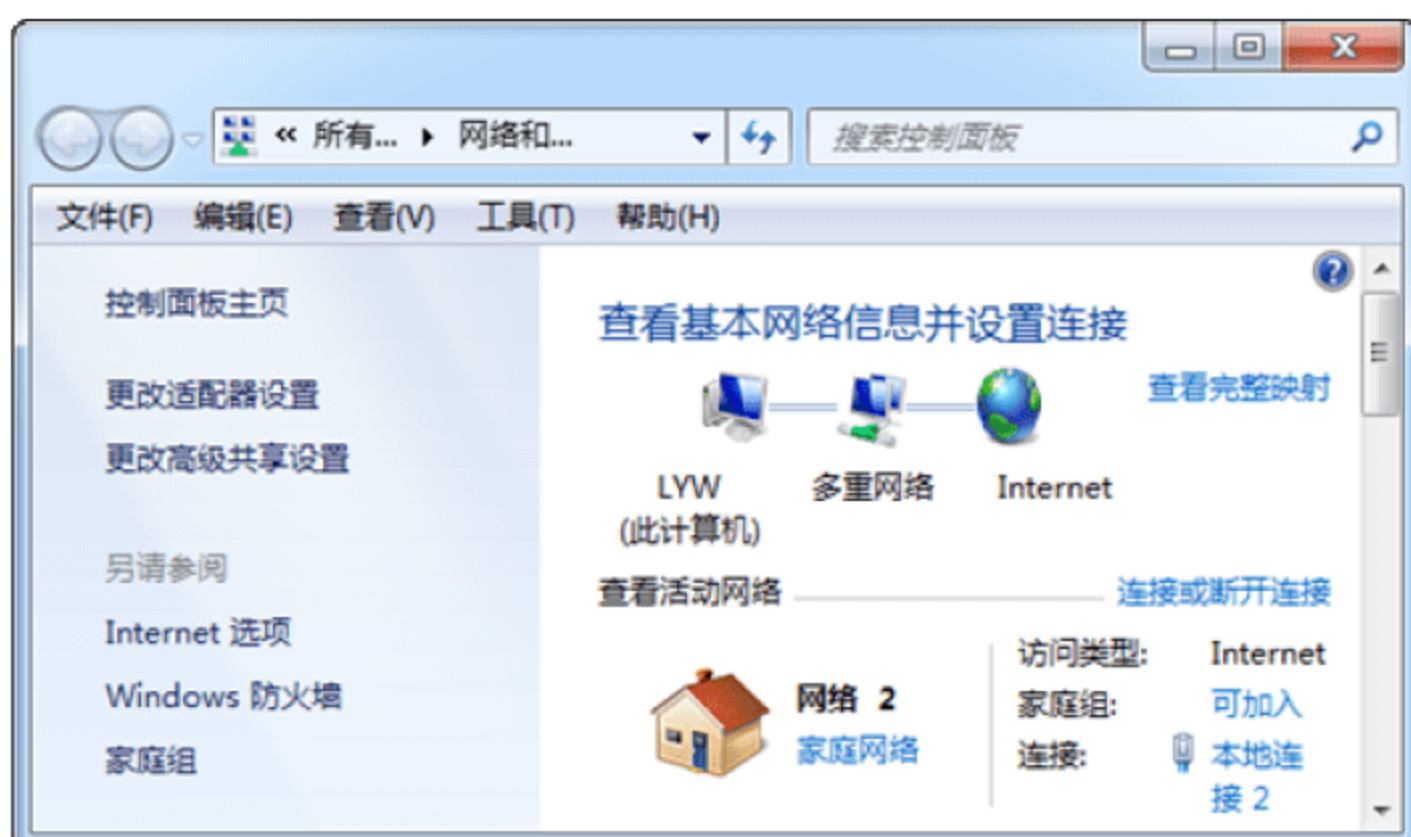 « 所有... ▸ 网络和...
搜索控制面板
文件(F) 编辑(E) 查看(V) 工具(T) 帮助(H)
控制面板主页
更改适配器设置
更改高级共享设置
另请参阅
Internet 选项
Windows 防火墙
家庭组
查看基本网络信息并设置连接
查看完整映射
LYW
(此计算机)
多重网络
Internet
查看活动网络
连接或断开连接
网络 2
家庭网络
访问类型: Internet
家庭组: 可加入
连接: 本地连
接 2